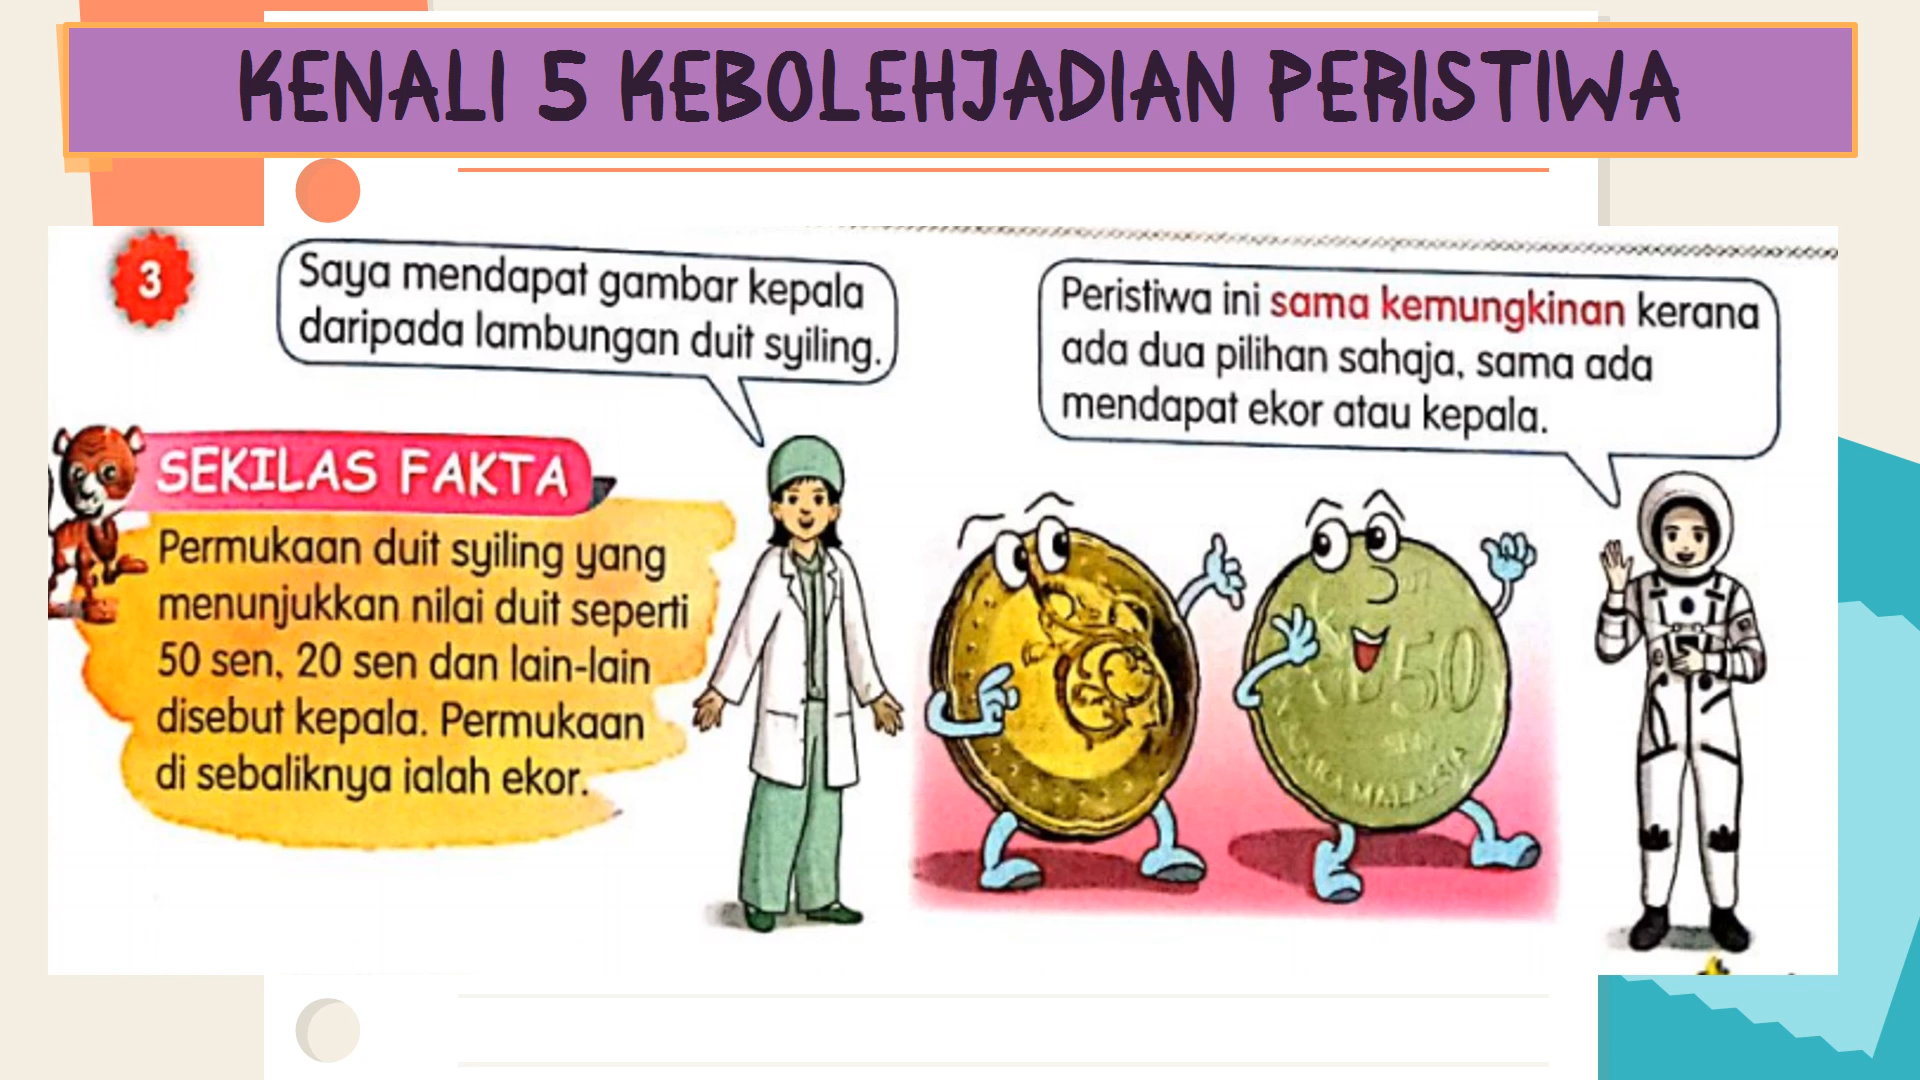 KENALI 5 KEBOLEHJADIAN PERISTIWA
3
Saya mendapat gambar kepala
daripada lambungan duit syiling.
Peristiwa ini sama kemungkinan kerana
ada dua pilihan sahaja, sama ada
mendapat ekor atau kepala.
SEKILAS FAKTA
Permukaan duit syiling yang
menunjukkan nilai duit seperti
50 sen, 20 sen dan lain-lain
disebut kepala. Permukaan
di sebaliknya ialah ekor.
50
MALAYSIA